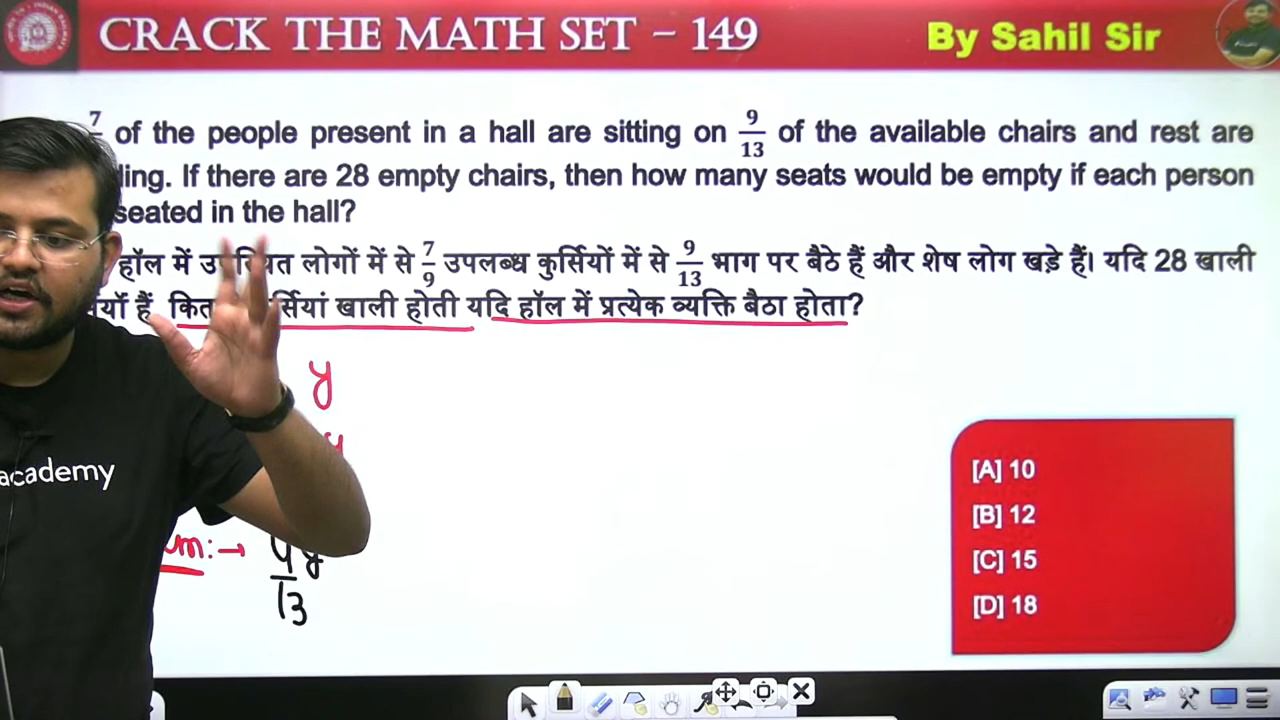 CRACK THE MATH SET – 149
By Sahil Sir
7 of the people present in a hall are sitting on 9/13 of the available chairs and rest are
ding. If there are 28 empty chairs, then how many seats would be empty if each person
seated in the hall?
हॉल में लोगों में से 7/9 उपलब्ध कुर्सियों में से 9/13 भाग पर बैठे हैं और शेष लोग खड़े हैं। यदि 28 खाली
हैं खाली होती यदि हॉल में प्रत्येक व्यक्ति बैठा होता?
y
y
m:→ y
13
academy
[A] 10
[B] 12
[C] 15
[D] 18